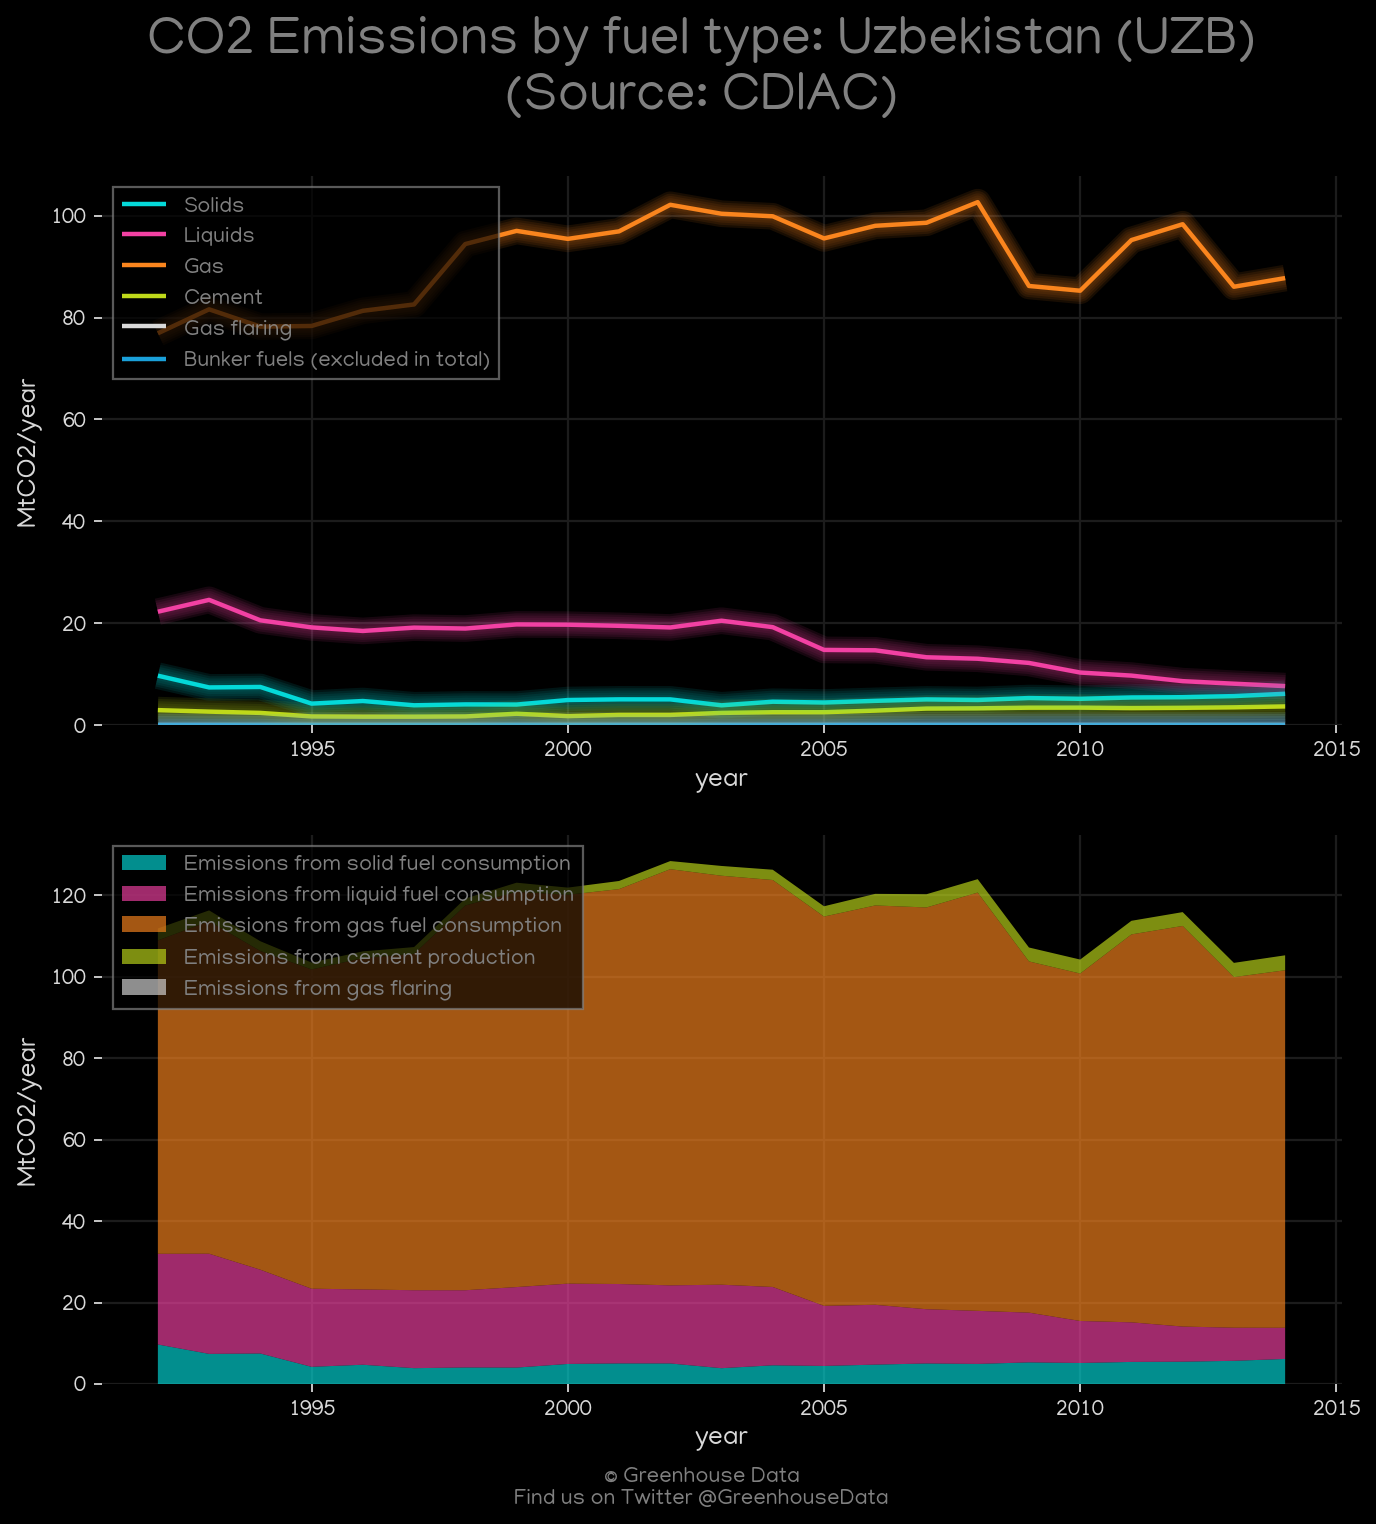 CO2 Emissions by fuel type: Uzbekistan (UZB)
(Source: CDIAC)
Solids
Liquids
Gas
Cement
Gas flaring
Bunker fuels (excluded in total)
100
80
60
40
20
0
MtCO2/year
1995 2000 2005 2010 2015
year
Emissions from solid fuel consumption
Emissions from liquid fuel consumption
Emissions from gas fuel consumption
Emissions from cement production
Emissions from gas flaring
120
100
80
60
40
20
0
MtCO2/year
1995 2000 2005 2010 2015
year
© Greenhouse Data
Find us on Twitter @GreenhouseData